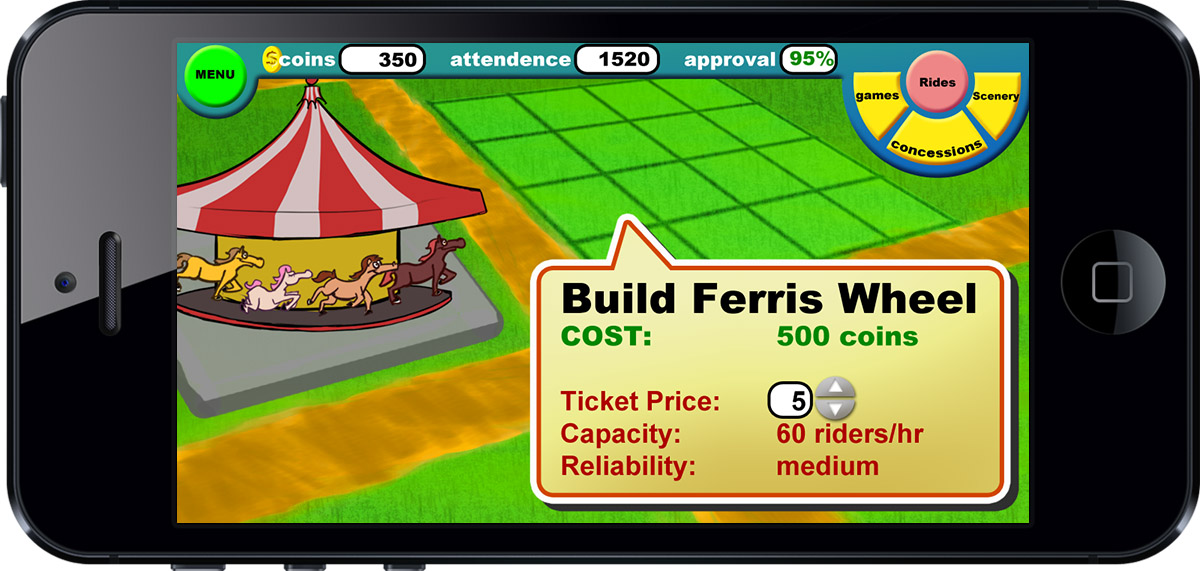 MENU
$ coins 350 attendence 1520 approval 95%
Rides
games
Scenery
concessions
Build Ferris Wheel
COST: 500 coins
Ticket Price: 5
Capacity: 60 riders/hr
Reliability: medium